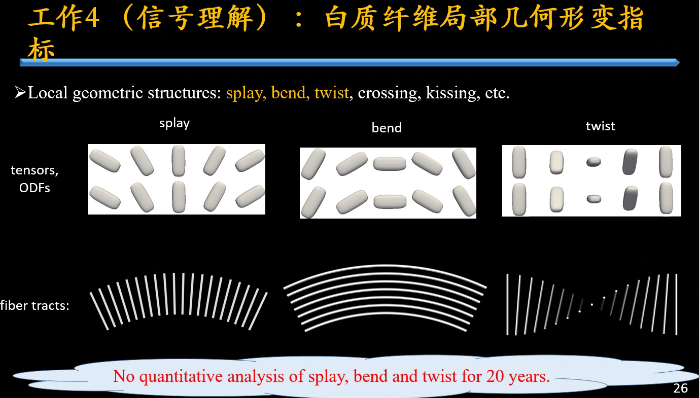 工作4 （信号理解）：白质纤维局部几何形变指
标
➢Local geometric structures: splay, bend, twist, crossing, kissing, etc.
splay
bend
twist
tensors,
ODFs
fiber tracts:
No quantitative analysis of splay, bend and twist for 20 years.
26